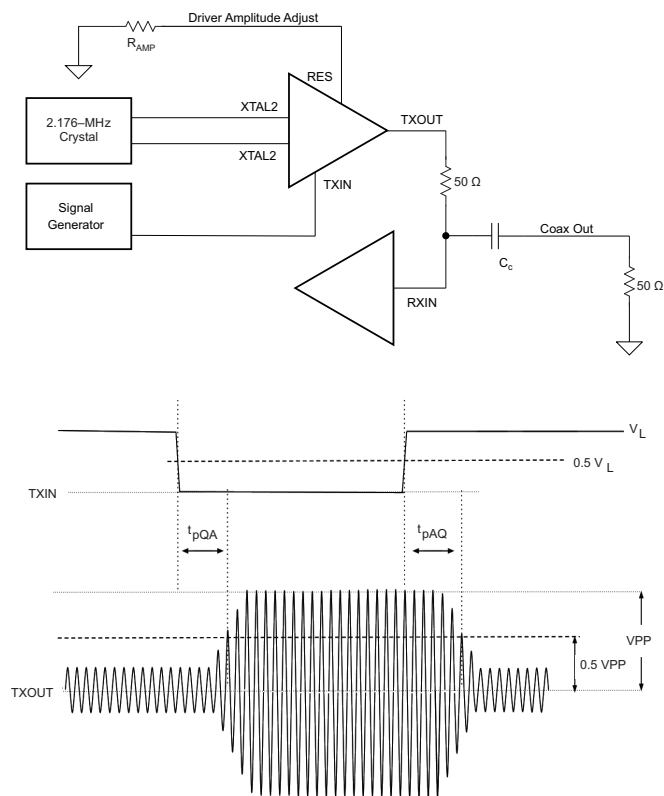 Driver Amplitude Adjust
R_AMP
RES
XTAL2
TXOUT
2.176–MHz
Crystal
XTAL2
50 Ω
TXIN
Signal
Generator
Coax Out
C_c
50 Ω
RXIN
V_L
0.5 V_L
TXIN
t_pQA
t_pAQ
VPP
0.5 VPP
TXOUT